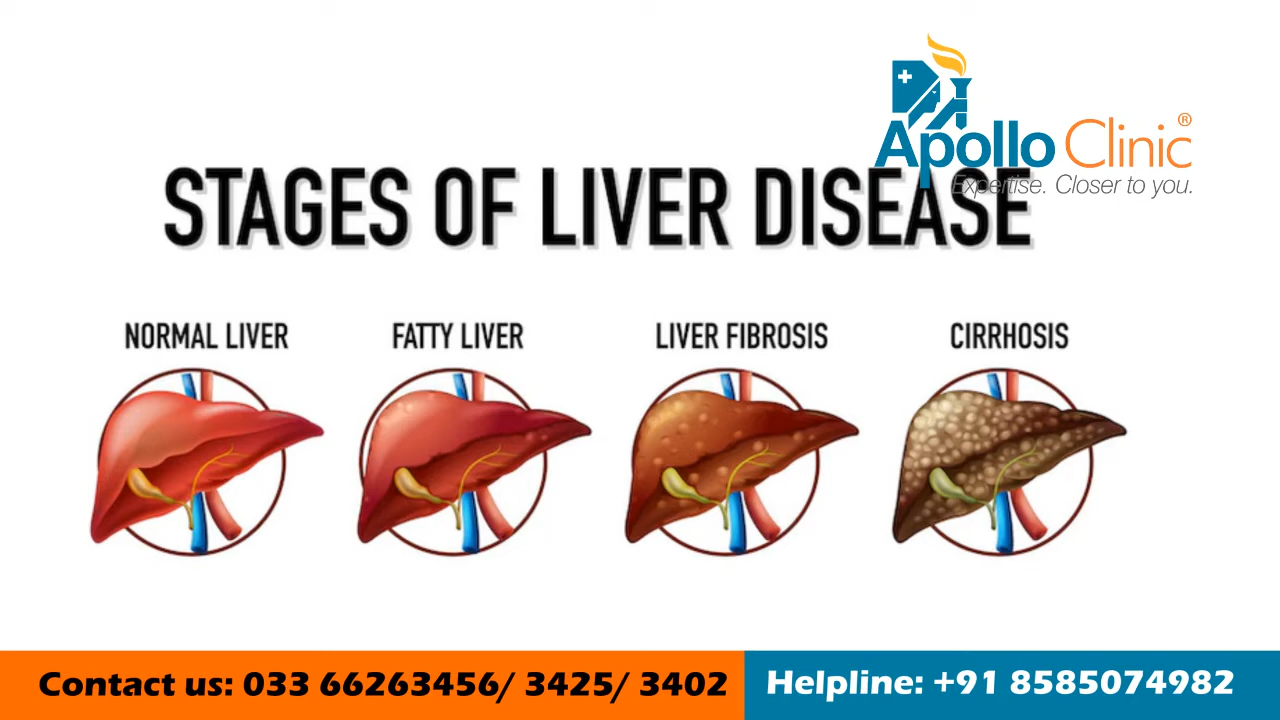 Apollo Clinic®
Expertise. Closer to you.
STAGES OF LIVER DISEASE
NORMAL LIVER
FATTY LIVER
LIVER FIBROSIS
CIRRHOSIS
Contact us: 033 66263456/ 3425/ 3402
Helpline: +91 8585074982